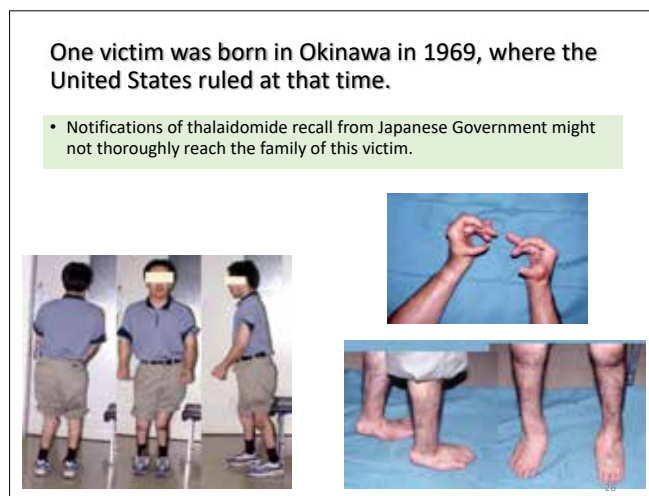 One victim was born in Okinawa in 1969, where the
United States ruled at that time.
• Notifications of thalaidomide recall from Japanese Government might
not thoroughly reach the family of this victim.
28